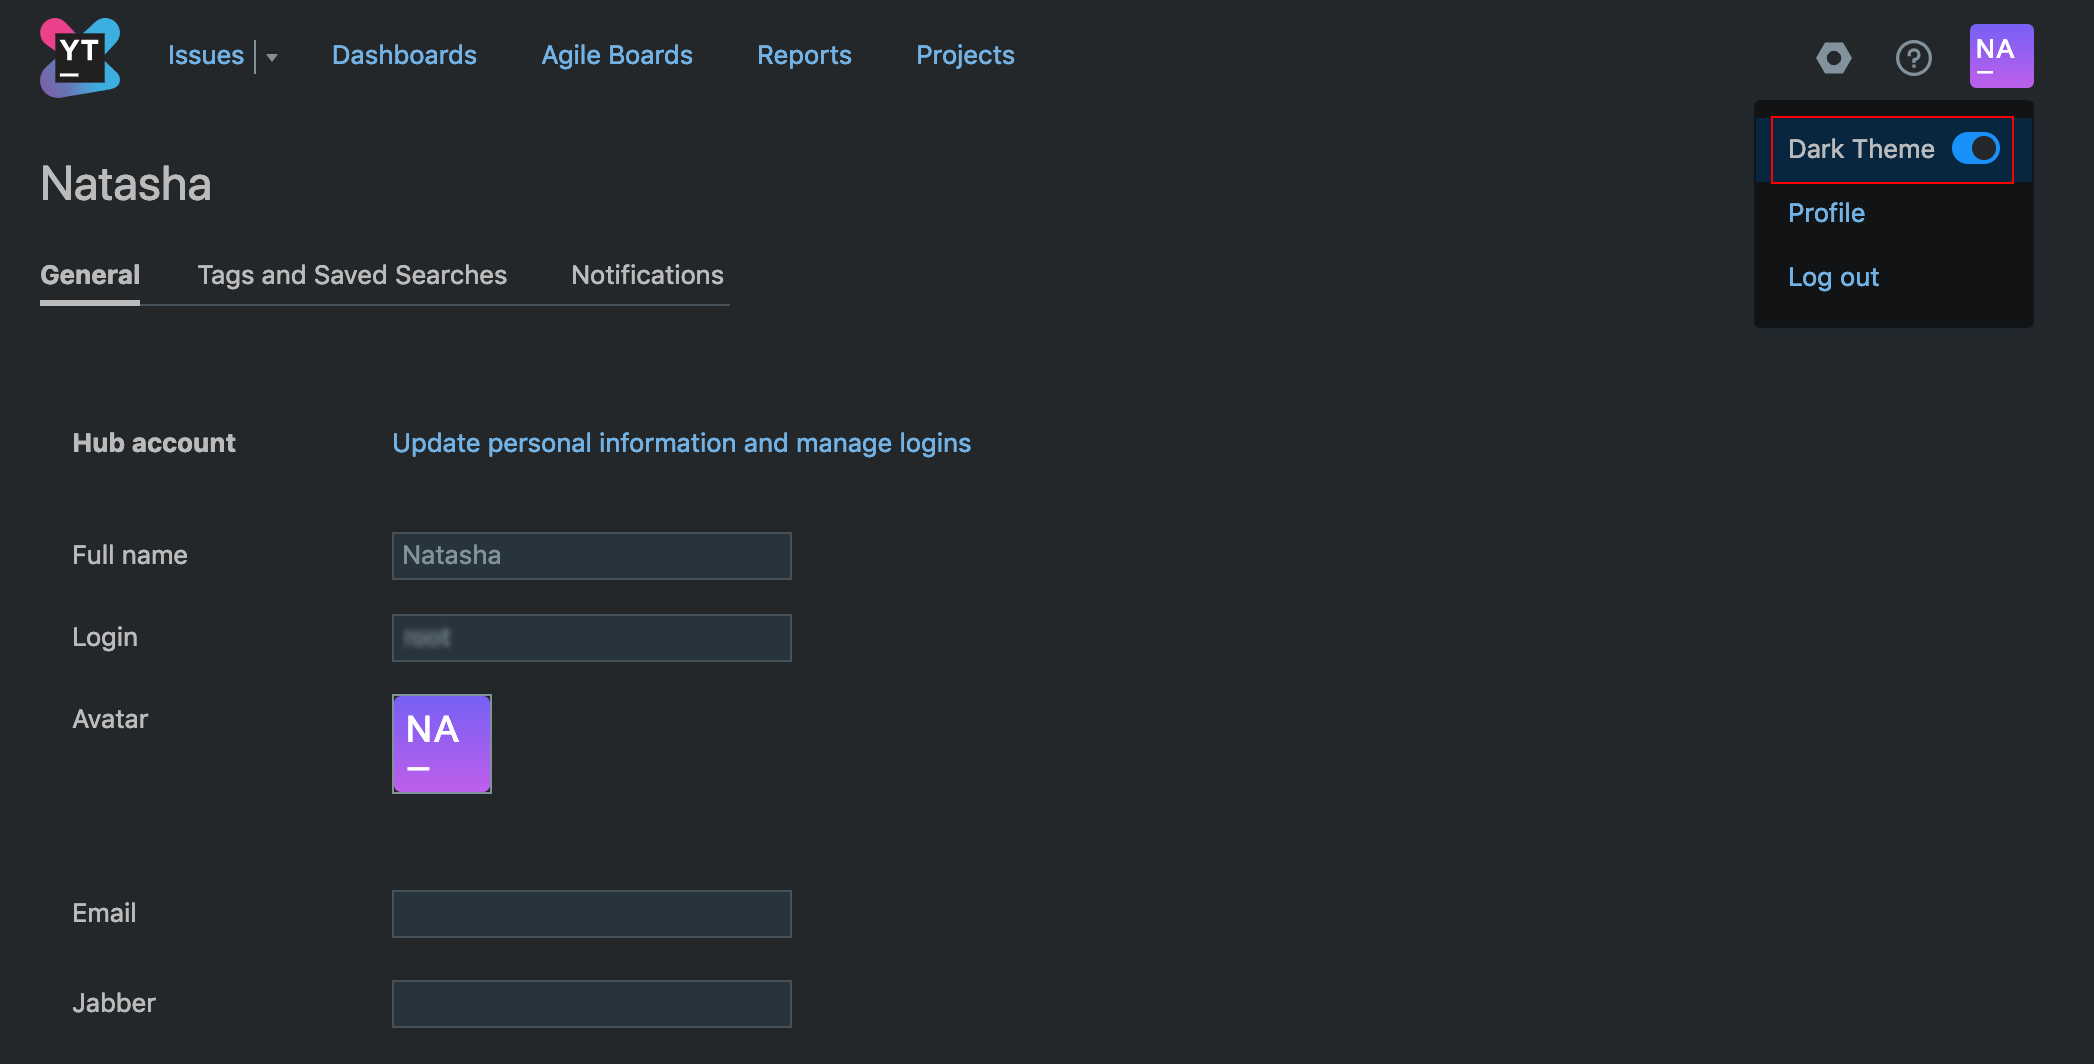 YT
Issues Dashboards Agile Boards Reports Projects
? NA
Dark Theme
Profile
Log out
Natasha
General Tags and Saved Searches Notifications
Hub account Update personal information and manage logins
Full name Natasha
Login
Avatar NA
Email
Jabber